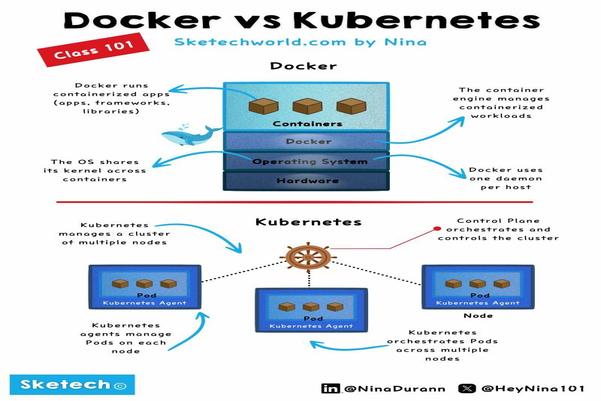 Docker vs Kubernetes
Class 101
Sketechworld.com by Nina
Docker
Docker runs
containerized apps
(apps, frameworks,
libraries)
The container
engine manages
containerized
workloads
Containers
Docker
Operating System
Hardware
The OS shares
its kernel across
containers
Docker uses
one daemon
per host
Kubernetes
Kubernetes
manages a cluster
of multiple nodes
Control Plane
orchestrates and
controls the cluster
Pod
Kubernetes Agent
Pod
Kubernetes Agent
Pod
Kubernetes Agent
Node
Kubernetes
agents manage
Pods on each
node
Kubernetes
orchestrates Pods
across multiple
nodes
Sketech ©
in @NinaDurann X @HeyNina101